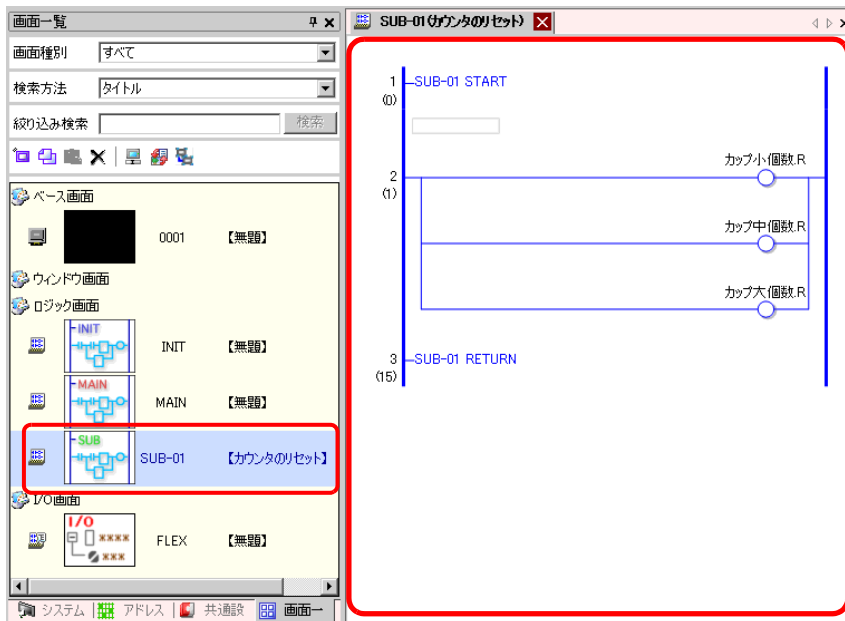 画面一覧
画面種別 すべて
検索方法 タイトル
絞り込み検索 検索
ベース画面
0001 【無題】
ウィンドウ画面
ロジック画面
INIT
INIT 【無題】
MAIN
MAIN 【無題】
SUB
SUB-01 【カウンタのリセット】
I/O画面
I/O
****
***
FLEX 【無題】
システム アドレス 共通設 画面一
SUB-01(カウンタのリセット)
1 SUB-01 START
(0)
カップ小個数.R
2
(1)
カップ中個数.R
カップ大個数.R
3 SUB-01 RETURN
(15)